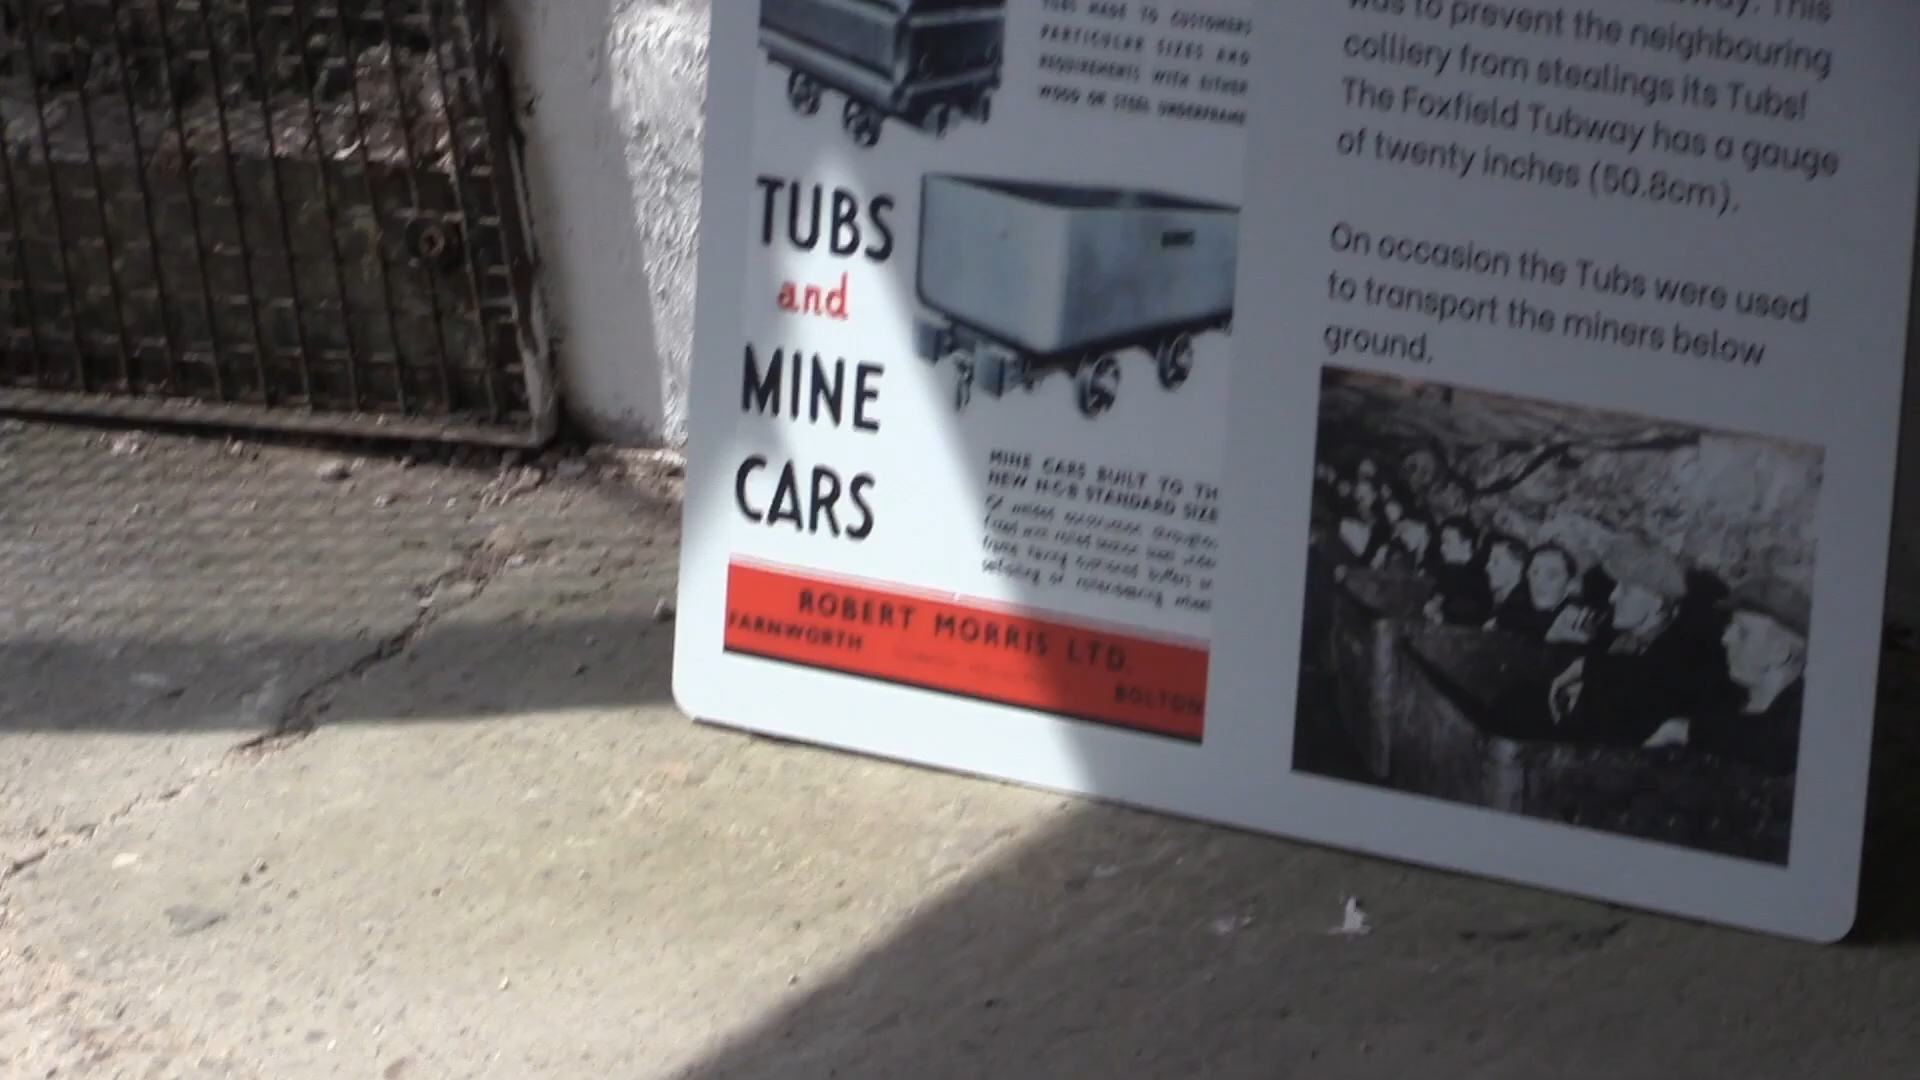 TUBS MADE TO CUSTOMERS
PARTICULAR SIZES AND
REQUIREMENTS WITH EITHER
WOOD OR STEEL UNDERFRAME
TUBS
and
MINE
CARS
MINE CARS BUILT TO TH
NEW N·C·B STANDARD SIZE
ROBERT MORRIS LTD.
FARNWORTH
BOLTON
This
was to prevent the neighbouring
colliery from stealings its Tubs!
The Foxfield Tubway has a gauge
of twenty inches (50.8cm).
On occasion the Tubs were used
to transport the miners below
ground.